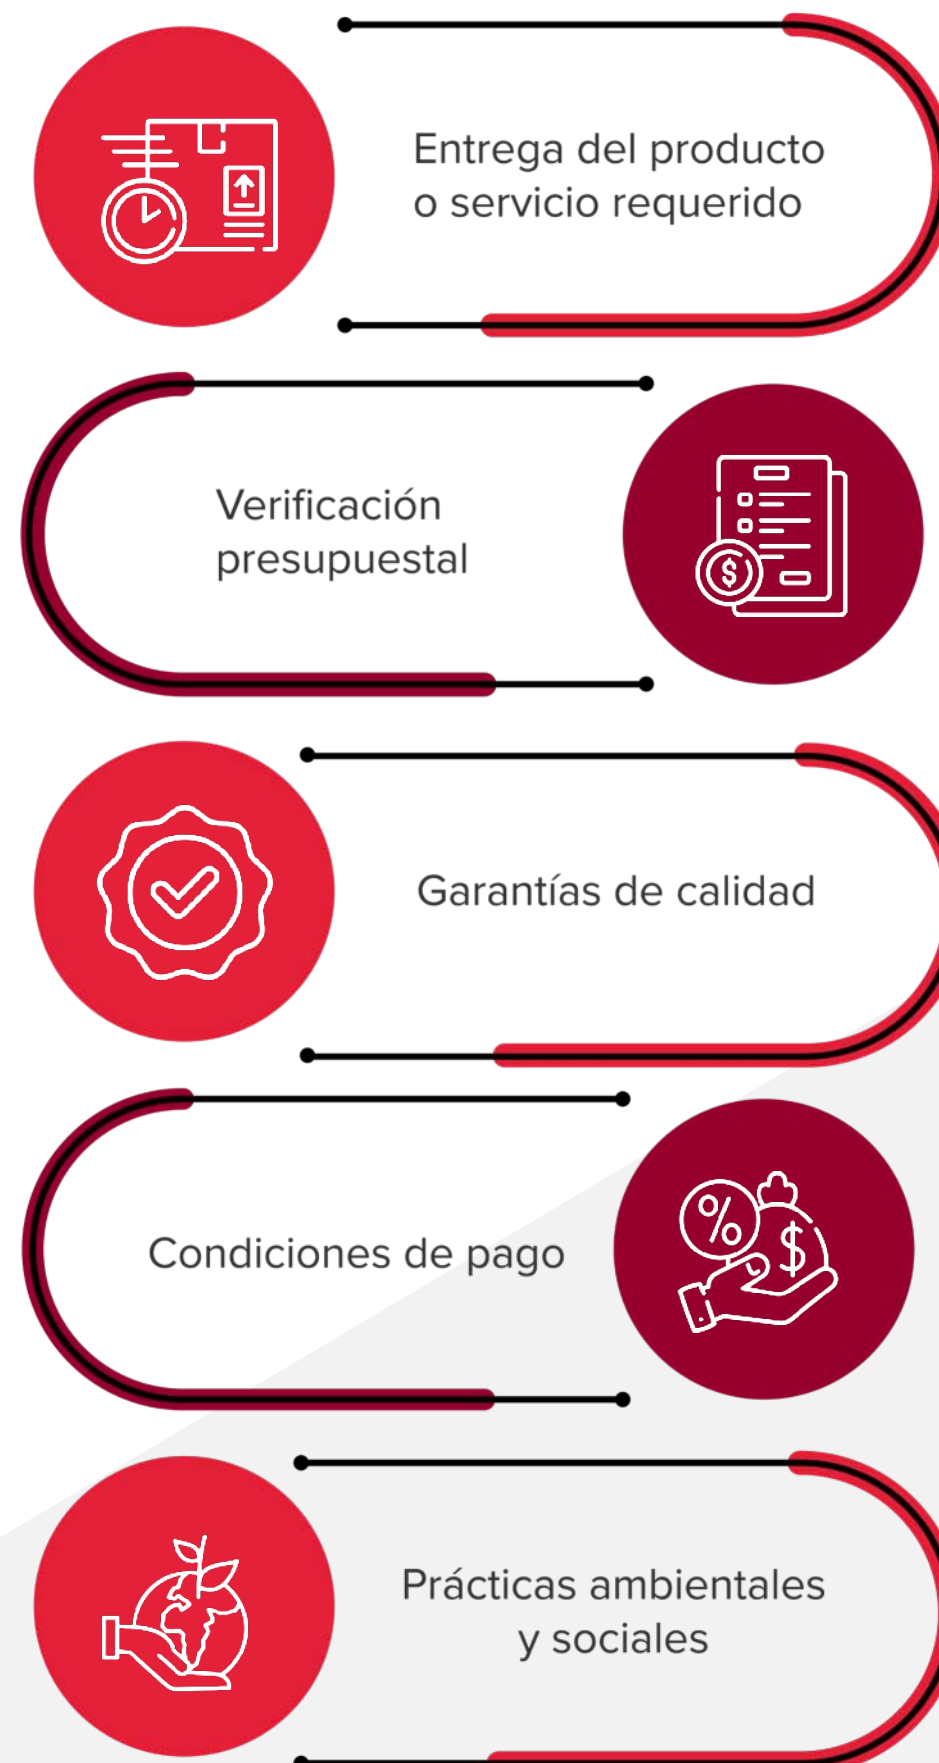 Entrega del producto
o servicio requerido
Verificación
presupuestal
$
Garantías de calidad
Condiciones de pago
%
$
Prácticas ambientales
y sociales